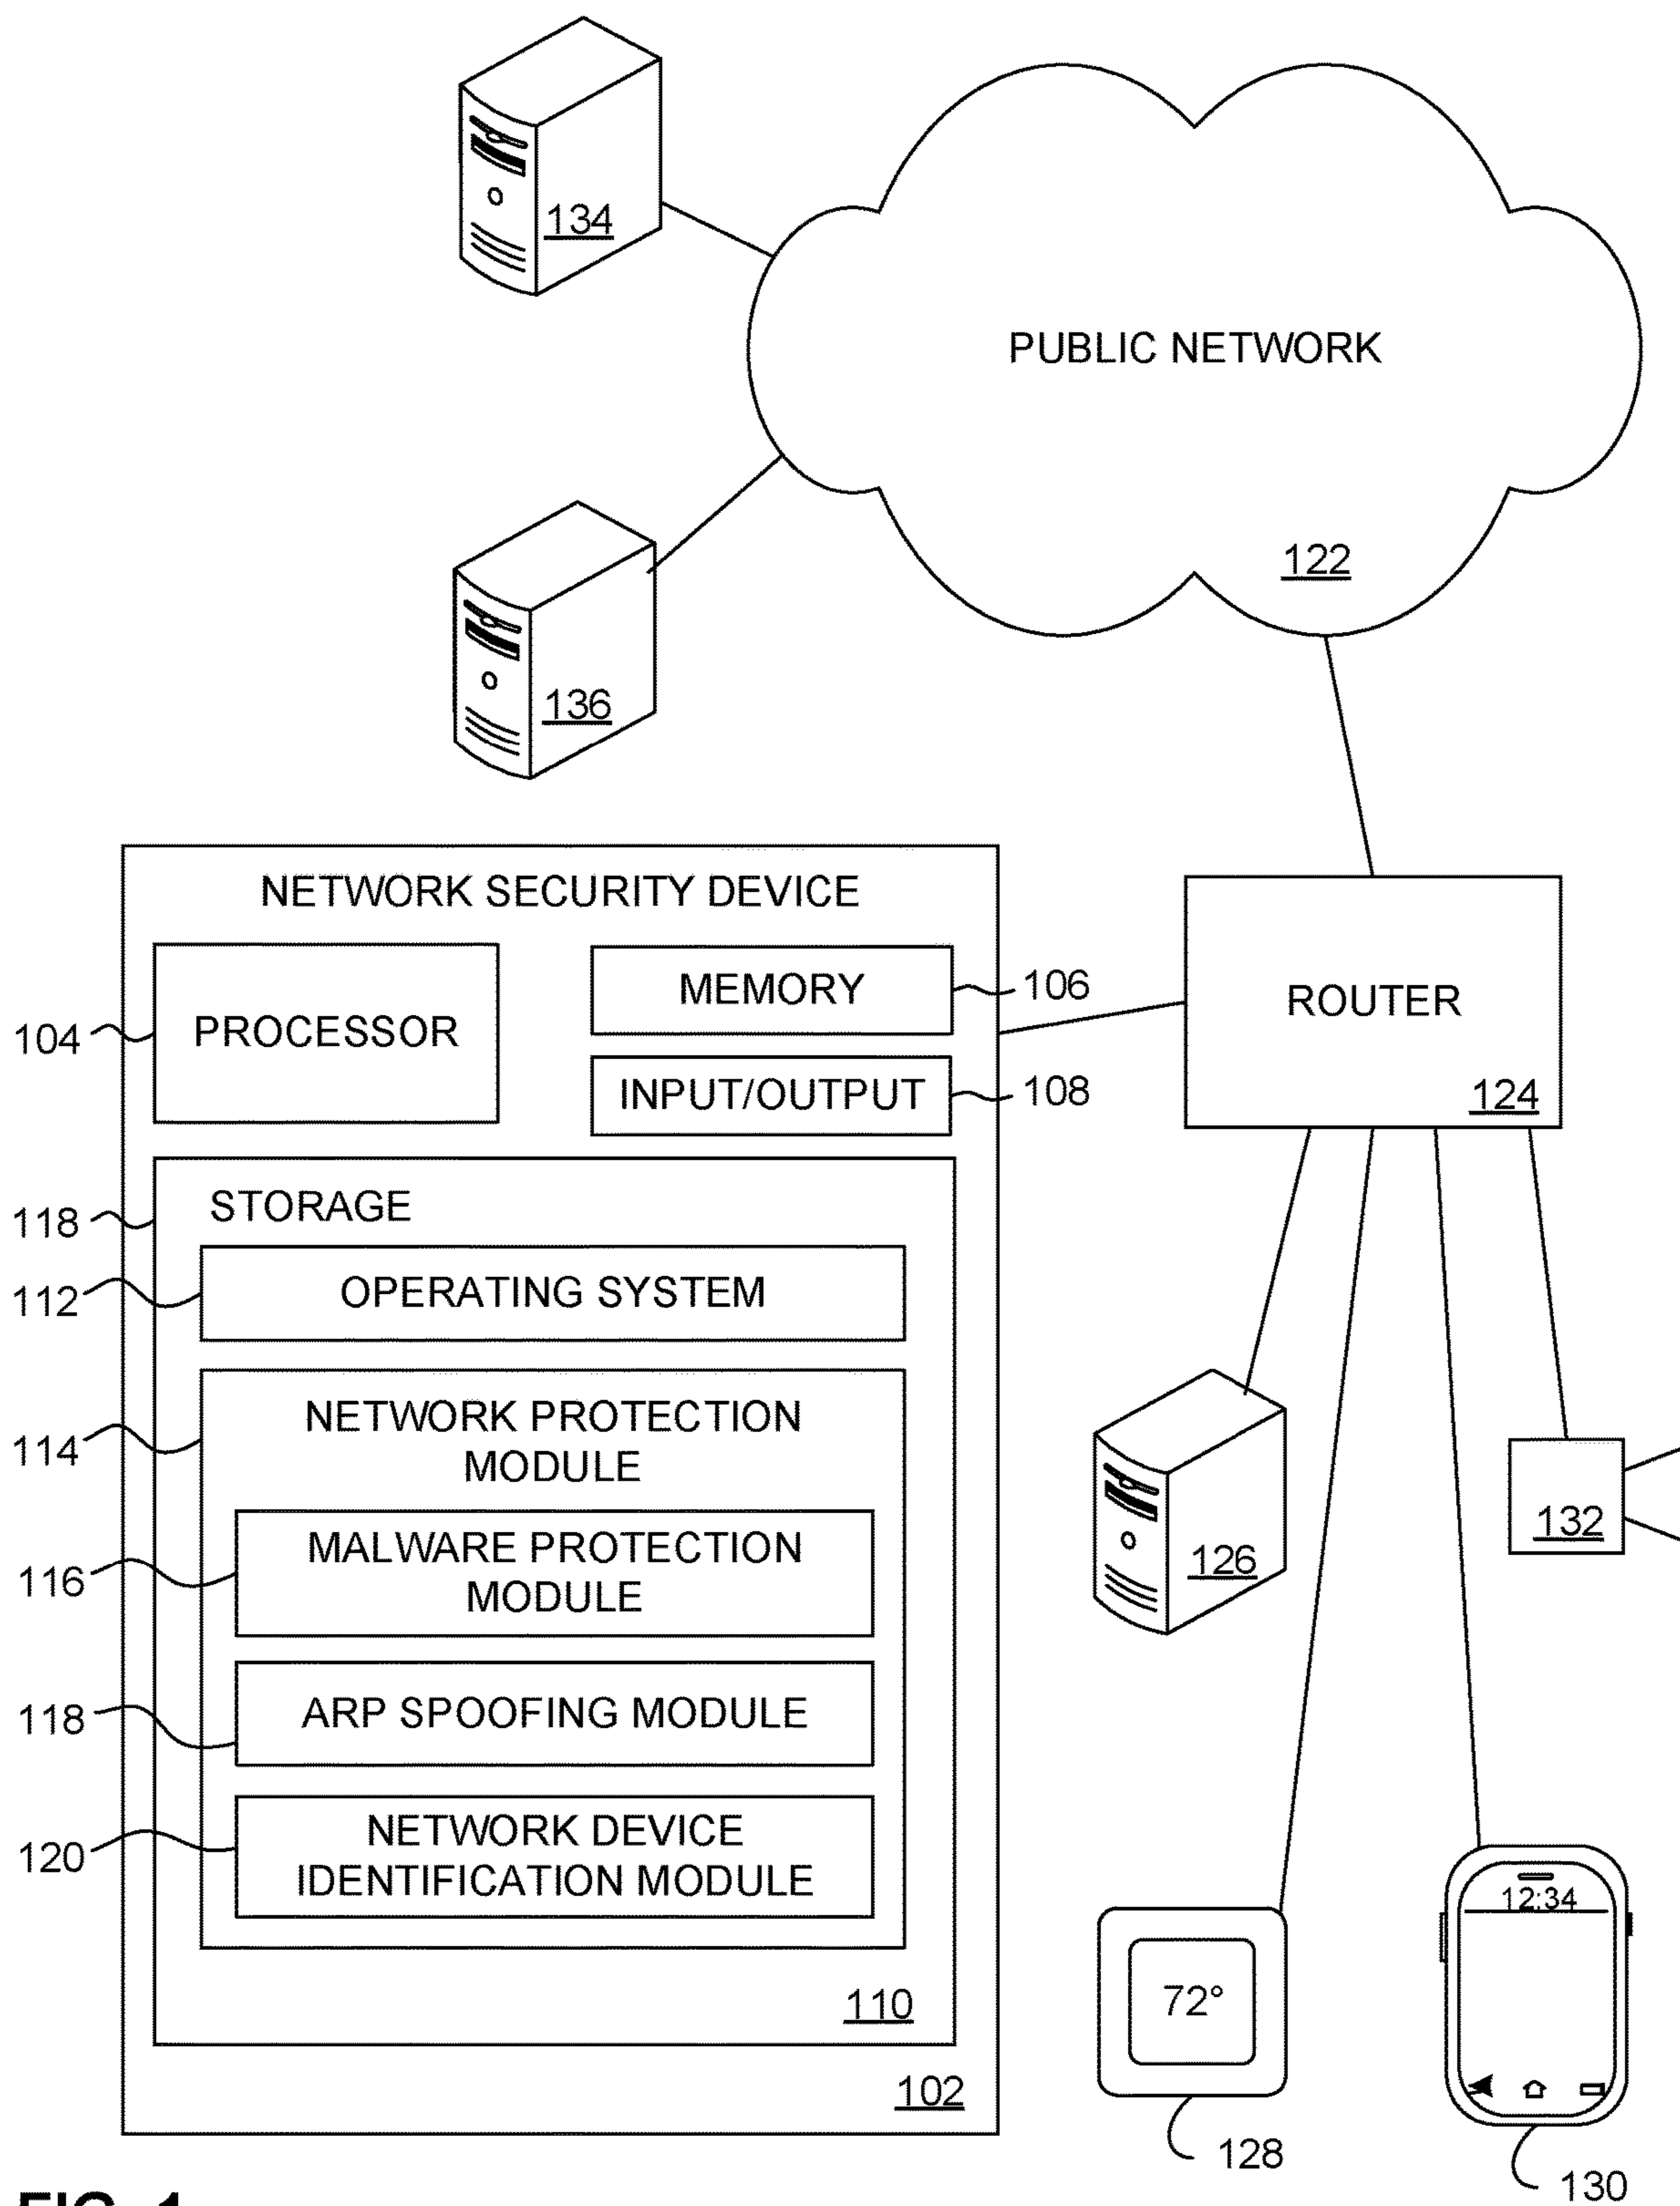 134
PUBLIC NETWORK
122
136
NETWORK SECURITY DEVICE
PROCESSOR
104
MEMORY
106
INPUT/OUTPUT
108
ROUTER
124
118
STORAGE
112
OPERATING SYSTEM
114
NETWORK PROTECTION
MODULE
116
MALWARE PROTECTION
MODULE
118
ARP SPOOFING MODULE
120
NETWORK DEVICE
IDENTIFICATION MODULE
110
102
126
132
72°
128
12:34
130
FIG. 1